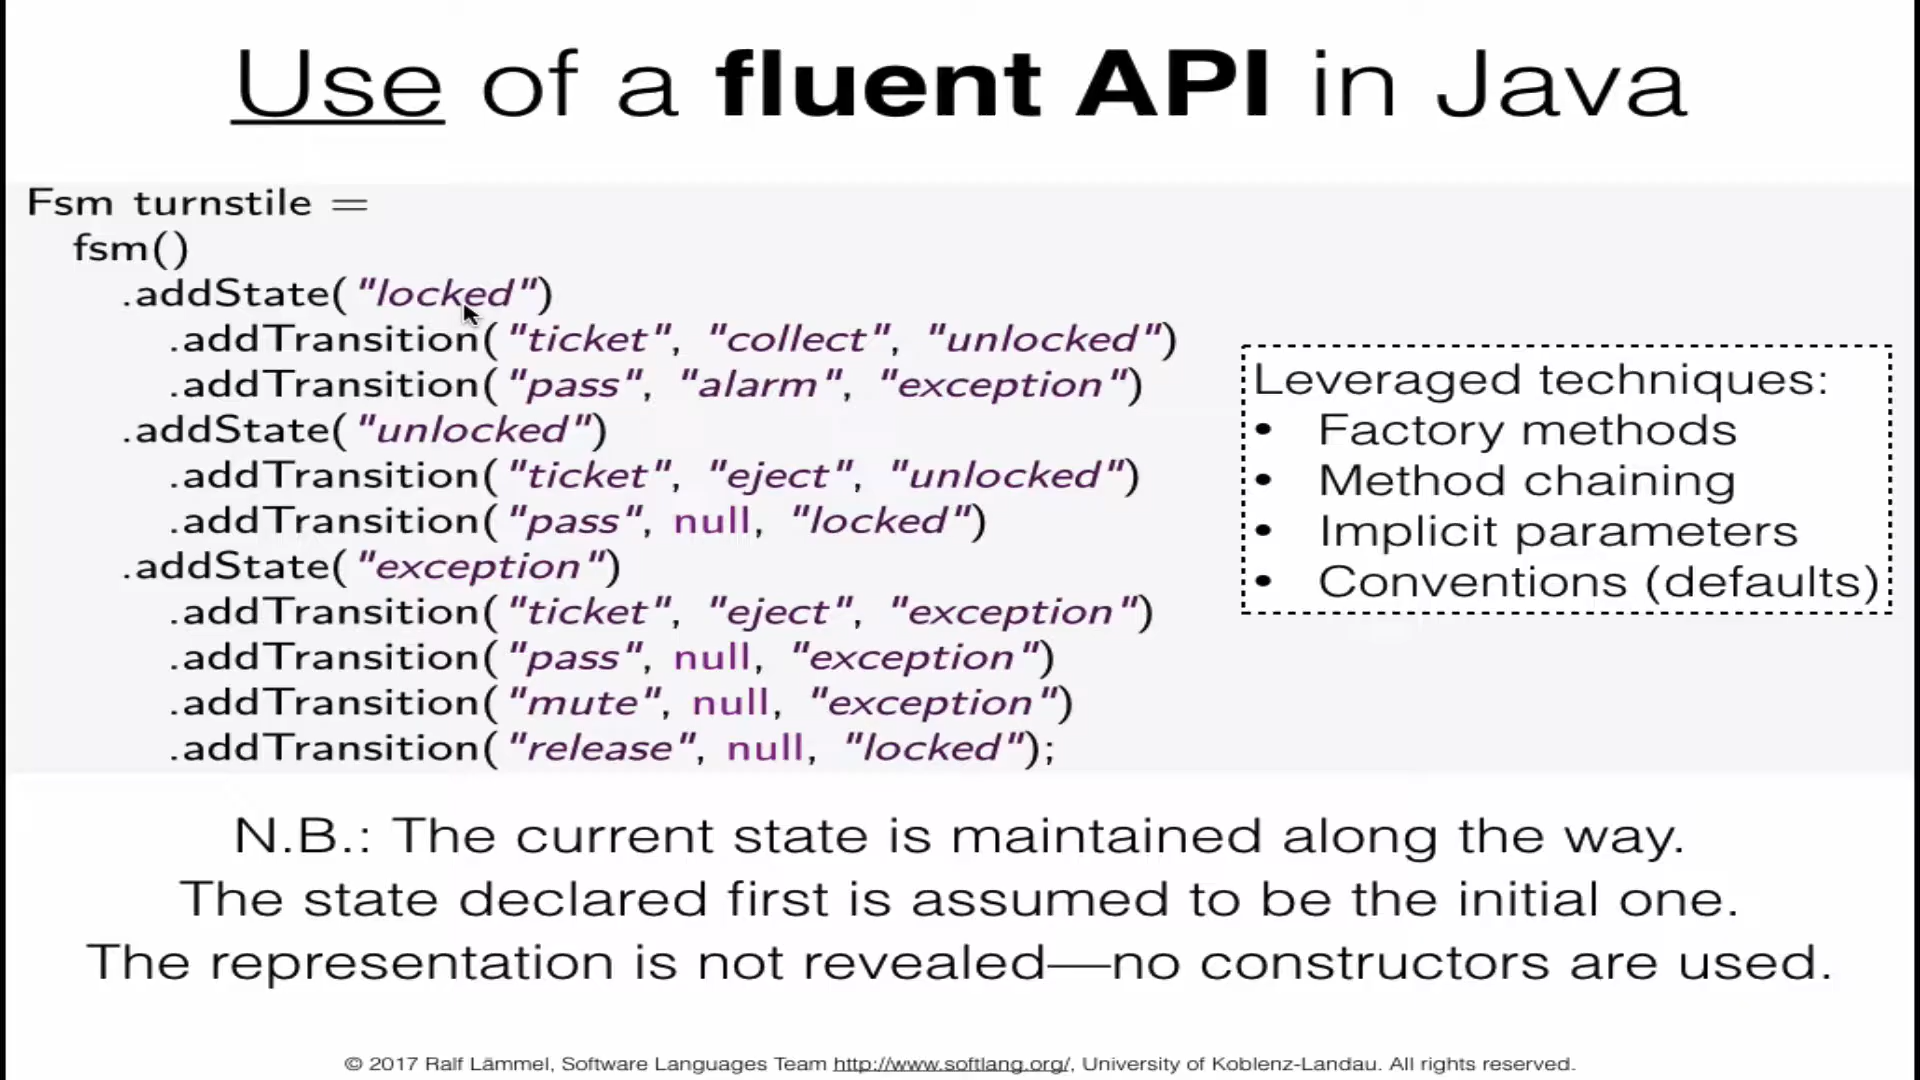 Use of a fluent API in Java
Fsm turnstile =
fsm()
.addState("locked")
.addTransition("ticket", "collect", "unlocked")
.addTransition("pass", "alarm", "exception")
.addState("unlocked")
.addTransition("ticket", "eject", "unlocked")
.addTransition("pass", null, "locked")
.addState("exception")
.addTransition("ticket", "eject", "exception")
.addTransition("pass", null, "exception")
.addTransition("mute", null, "exception")
.addTransition("release", null, "locked");
Leveraged techniques:
• Factory methods
• Method chaining
• Implicit parameters
• Conventions (defaults)
N.B.: The current state is maintained along the way.
The state declared first is assumed to be the initial one.
The representation is not revealed—no constructors are used.
© 2017 Ralf Lämmel, Software Languages Team http://www.softlang.org/, University of Koblenz-Landau. All rights reserved.